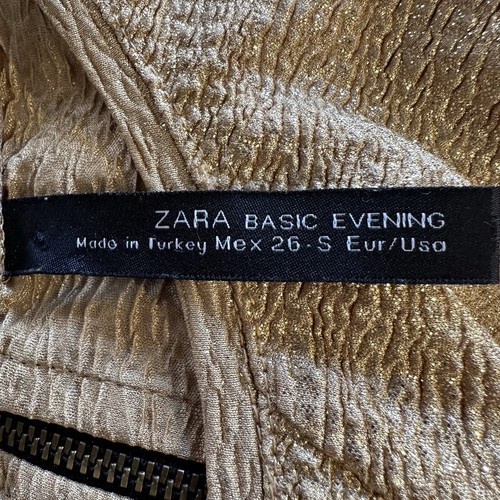 ZARA BASIC EVENING
Made in Turkey Mex 26-S Eur/Usa